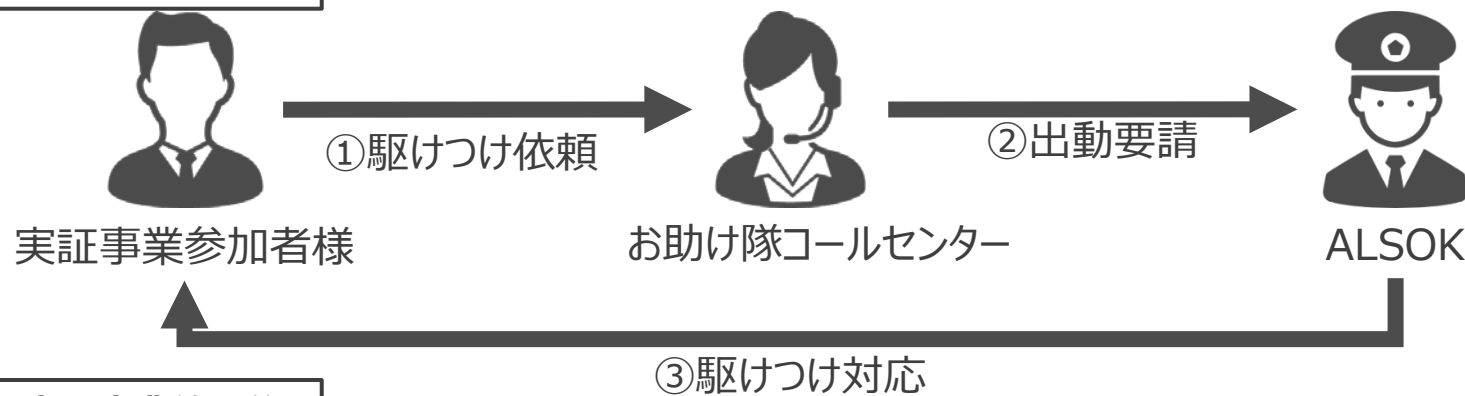 ①駆けつけ依頼
②出動要請
実証事業参加者様
お助け隊コールセンター
ALSOK
③駆けつけ対応